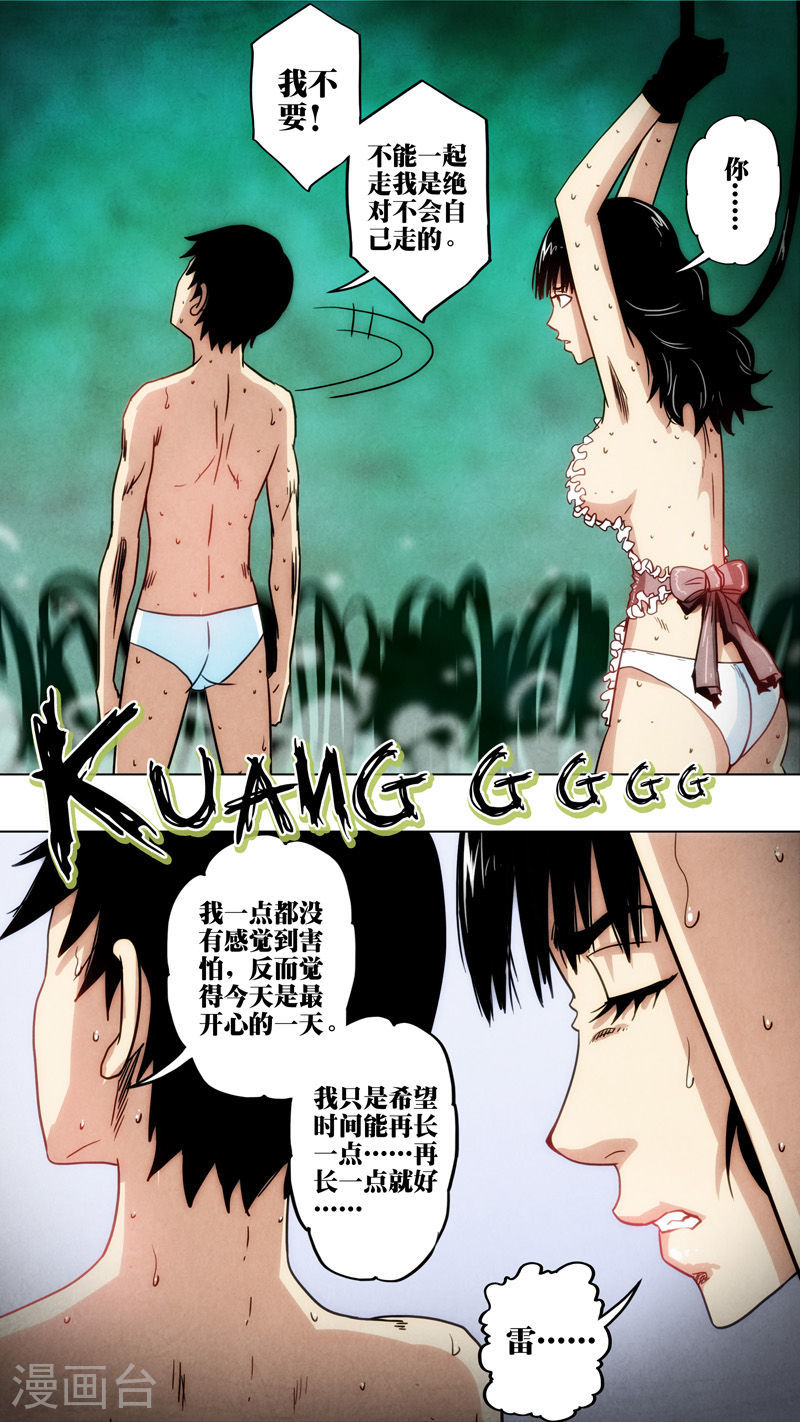 我不
要！
不能一起
走我是绝
对不会自
己走的。
你
……
KUANG G G G G
我一点都没
有感觉到害
怕，反而觉
得今天是最
开心的一天。
我只是希望
时间能再长
一点……再
长一点就好
……
雷……
漫画台